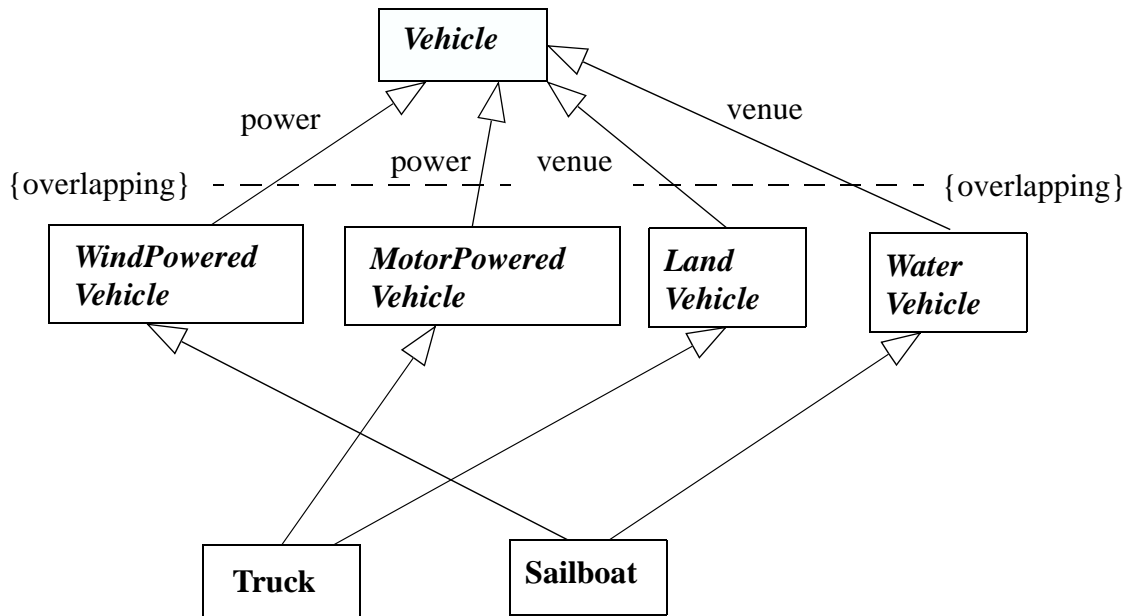 Vehicle
power
venue
power
venue
{overlapping}
{overlapping}
WindPowered
Vehicle
MotorPowered
Vehicle
Land
Vehicle
Water
Vehicle
Truck
Sailboat